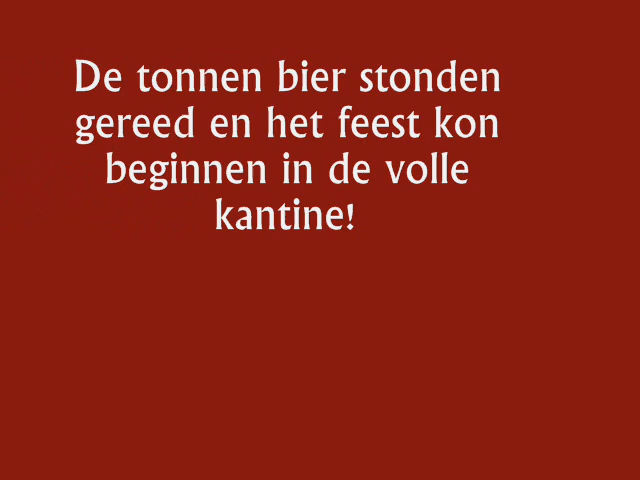 De tonnen bier stonden
gereed en het feest kon
beginnen in de volle
kantine!